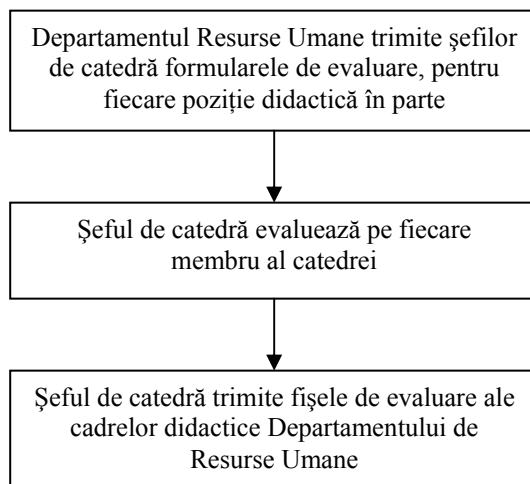 Departamentul Resurse Umane trimite şefilor
de catedră formularele de evaluare, pentru
fiecare poziţie didactică în parte
Şeful de catedră evaluează pe fiecare
membru al catedrei
Şeful de catedră trimite fişele de evaluare ale
cadrelor didactice Departamentului de
Resurse Umane